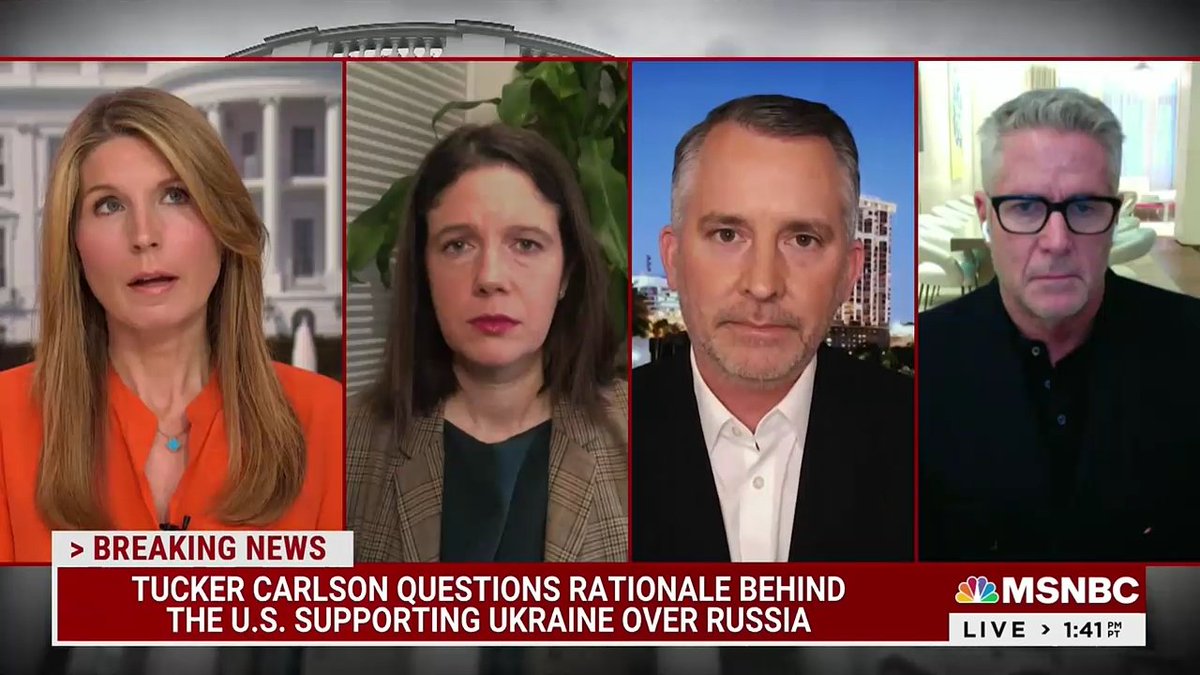 > BREAKING NEWS
TUCKER CARLSON QUESTIONS RATIONALE BEHIND
THE U.S. SUPPORTING UKRAINE OVER RUSSIA
MSNBC
LIVE > 1:41 PM PT